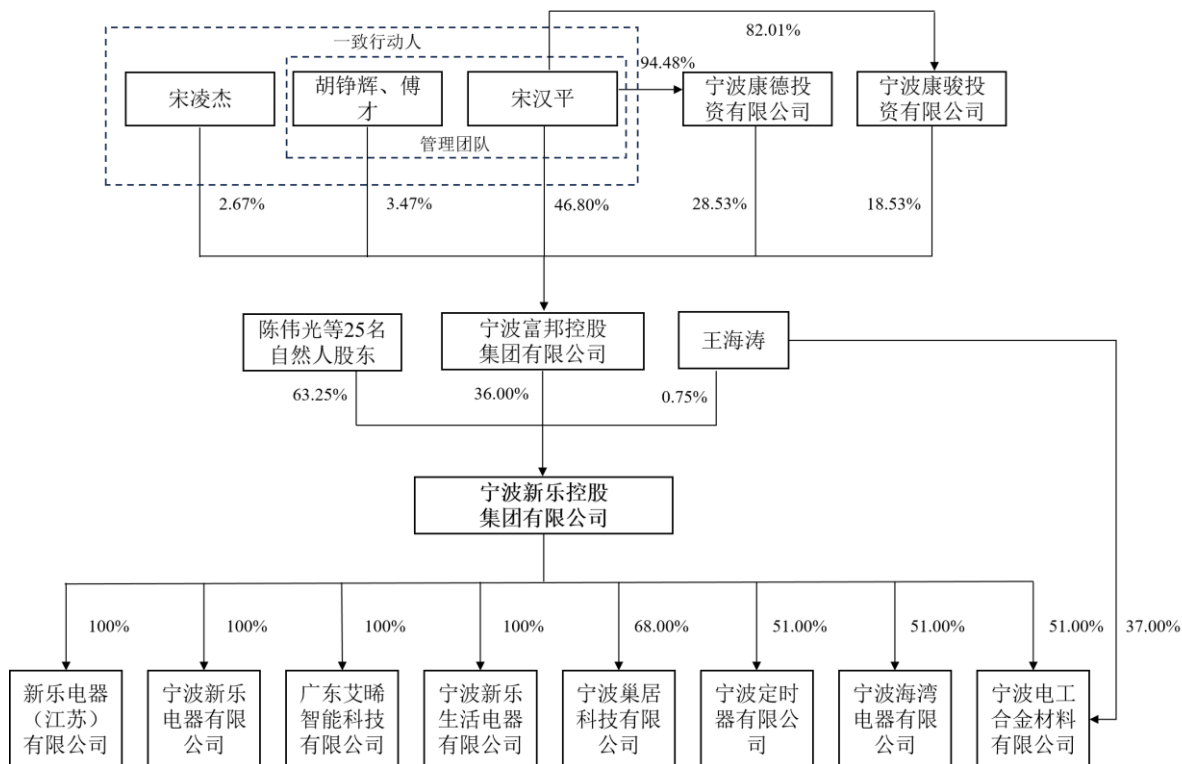 82.01%
一致行动人
94.48%
宋凌杰
胡铮辉、傅
才
宋汉平
宁波康德投
资有限公司
宁波康骏投
资有限公司
管理团队
2.67%
3.47%
46.80%
28.53%
18.53%
陈伟光等25名
自然人股东
宁波富邦控股
集团有限公司
王海涛
63.25%
36.00%
0.75%
宁波新乐控股
集团有限公司
100%
100%
100%
100%
68.00%
51.00%
51.00%
51.00%
37.00%
新乐电器
（江苏）
有限公司
宁波新乐
电器有限公
司
广东艾晞
智能科技
有限公司
宁波新乐
生活电器
有限公司
宁波巢居
科技有限公
司
宁波定时
器有限公
司
宁波海湾
电器有限公
司
宁波电工
合金材料
有限公司